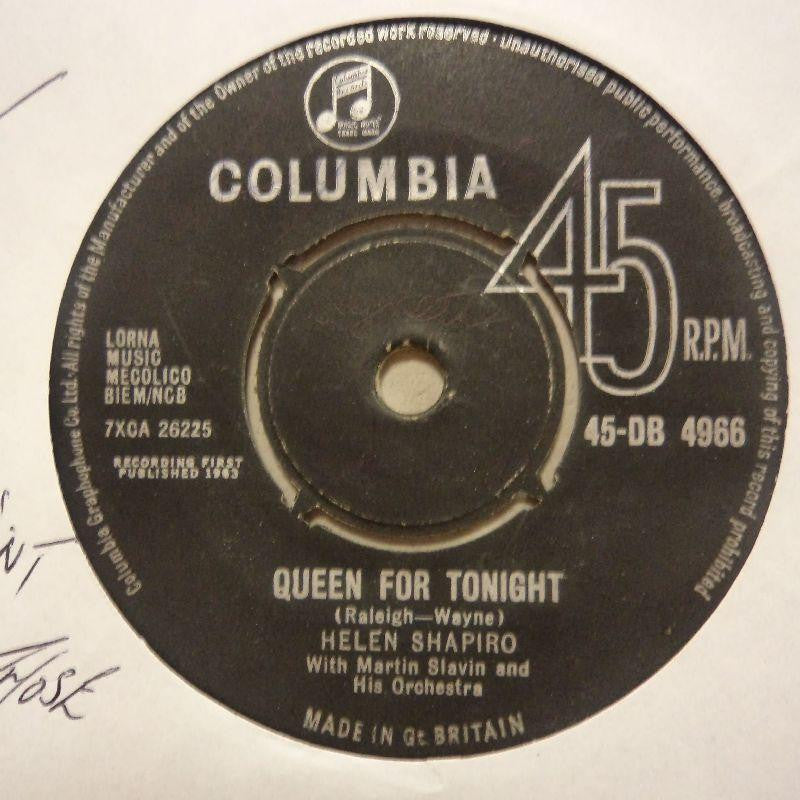 Columbia Graphophone Co. Ltd. · All rights of the Manufacturer and of the Owner of the recorded work reserved · Unauthorised public performance, broadcasting and copying of this record prohibited
COLUMBIA
45
R.P.M.
LORNA
MUSIC
MECOLICO
BIEM/NCB
7XCA 26225
45-DB 4966
RECORDING FIRST
PUBLISHED 1963
QUEEN FOR TONIGHT
(Raleigh—Wayne)
HELEN SHAPIRO
With Martin Slavin and
His Orchestra
MADE IN Gt. BRITAIN